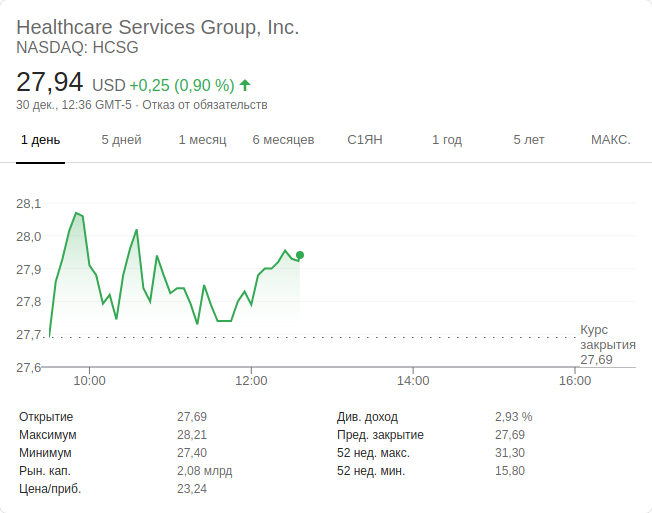 Healthcare Services Group, Inc.
NASDAQ: HCSG
27,94 USD +0,25 (0,90 %)
30 дек., 12:36 GMT-5 · Отказ от обязательств
1 день 5 дней 1 месяц 6 месяцев С1ЯН 1 год 5 лет МАКС.
28,1
28,0
27,9
27,8
27,7
27,6
Курс
закрытия
27,69
10:00 12:00 14:00 16:00
Открытие 27,69 Див. доход 2,93 %
Максимум 28,21 Пред. закрытие 27,69
Минимум 27,40 52 нед. макс. 31,30
Рын. кап. 2,08 млрд 52 нед. мин. 15,80
Цена/приб. 23,24